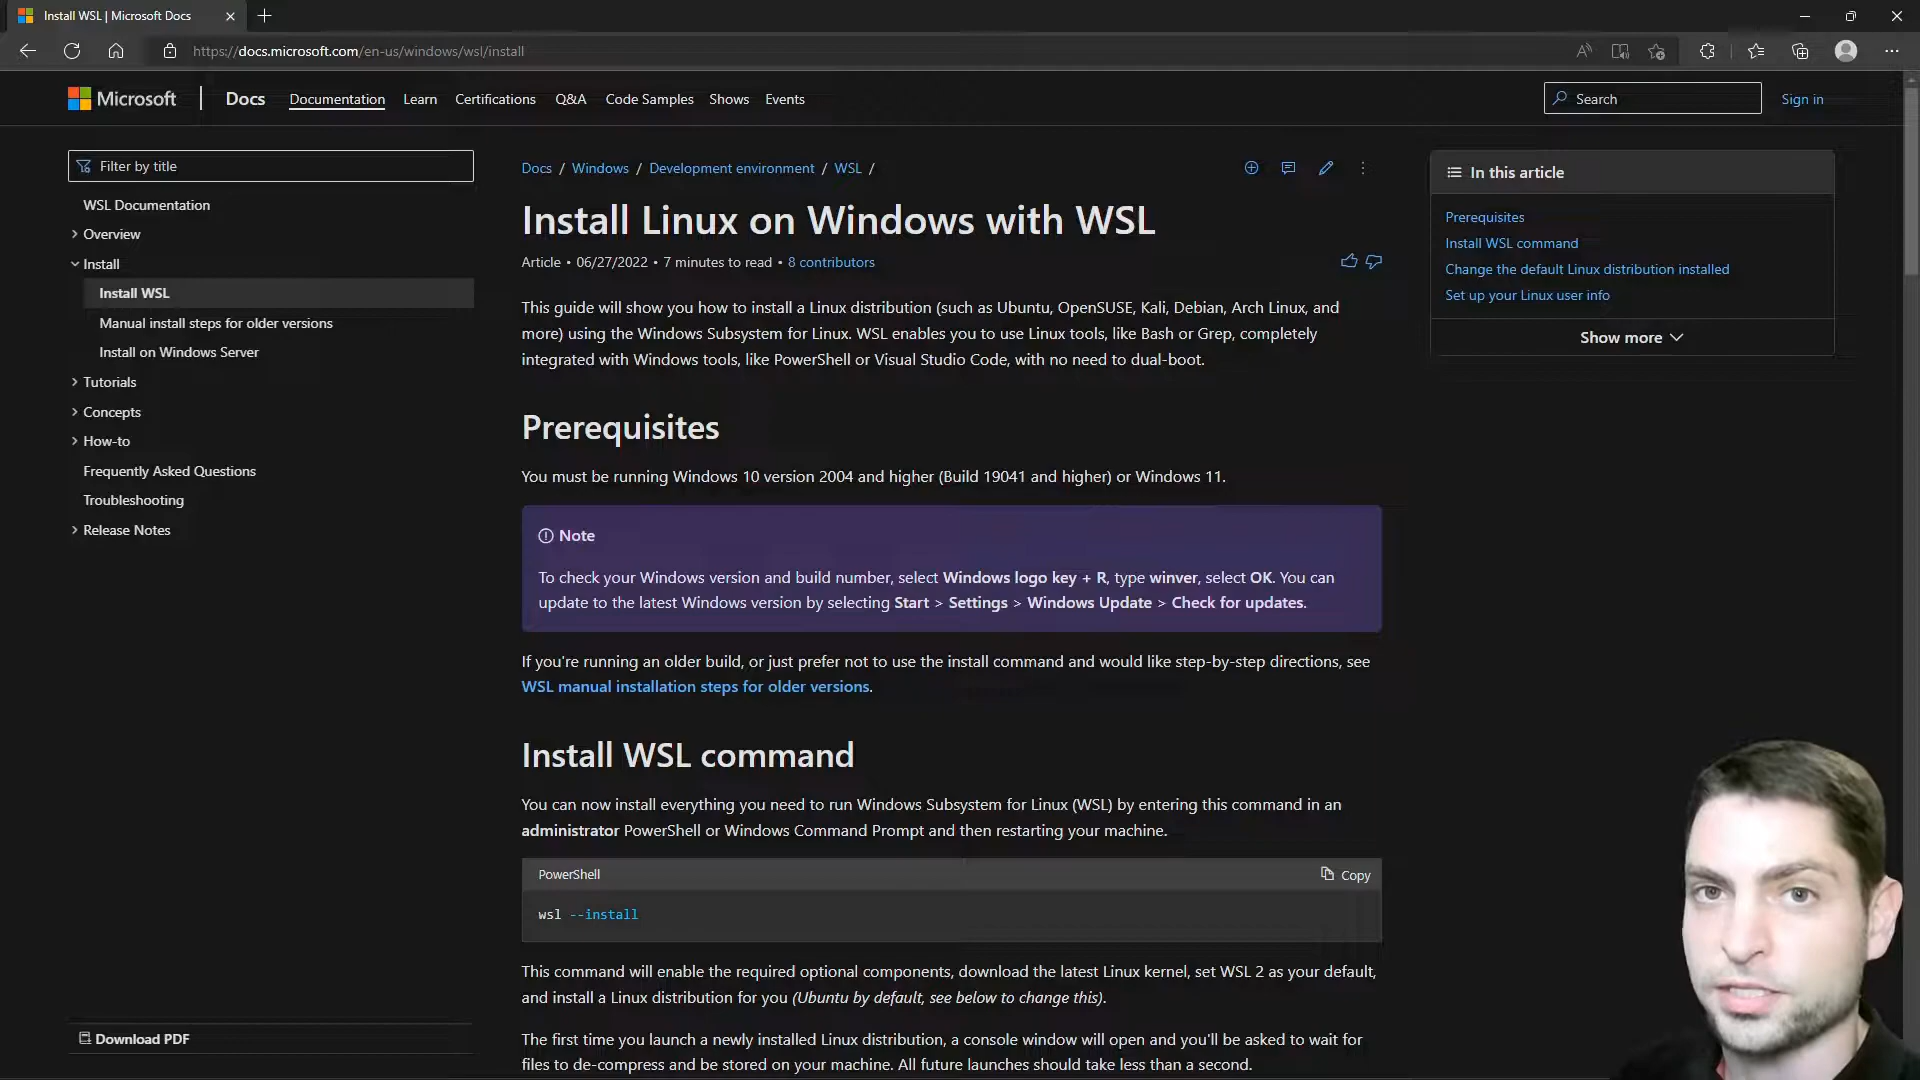 Install WSL | Microsoft Docs
https://docs.microsoft.com/en-us/windows/wsl/install
Microsoft
Docs
Documentation
Learn
Certifications
Q&A
Code Samples
Shows
Events
Search
Sign in
Filter by title
WSL Documentation
Overview
Install
Install WSL
Manual install steps for older versions
Install on Windows Server
Tutorials
Concepts
How-to
Frequently Asked Questions
Troubleshooting
Release Notes
Download PDF
Docs / Windows / Development environment / WSL /
Install Linux on Windows with WSL
Article • 06/27/2022 • 7 minutes to read • 8 contributors
This guide will show you how to install a Linux distribution (such as Ubuntu, OpenSUSE, Kali, Debian, Arch Linux, and
more) using the Windows Subsystem for Linux. WSL enables you to use Linux tools, like Bash or Grep, completely
integrated with Windows tools, like PowerShell or Visual Studio Code, with no need to dual-boot.
Prerequisites
You must be running Windows 10 version 2004 and higher (Build 19041 and higher) or Windows 11.
Note
To check your Windows version and build number, select Windows logo key + R, type winver, select OK. You can
update to the latest Windows version by selecting Start > Settings > Windows Update > Check for updates.
If you're running an older build, or just prefer not to use the install command and would like step-by-step directions, see
WSL manual installation steps for older versions.
Install WSL command
You can now install everything you need to run Windows Subsystem for Linux (WSL) by entering this command in an
administrator PowerShell or Windows Command Prompt and then restarting your machine.
PowerShell
Copy
wsl --install
This command will enable the required optional components, download the latest Linux kernel, set WSL 2 as your default,
and install a Linux distribution for you (Ubuntu by default, see below to change this).
The first time you launch a newly installed Linux distribution, a console window will open and you'll be asked to wait for
files to de-compress and be stored on your machine. All future launches should take less than a second.
In this article
Prerequisites
Install WSL command
Change the default Linux distribution installed
Set up your Linux user info
Show more